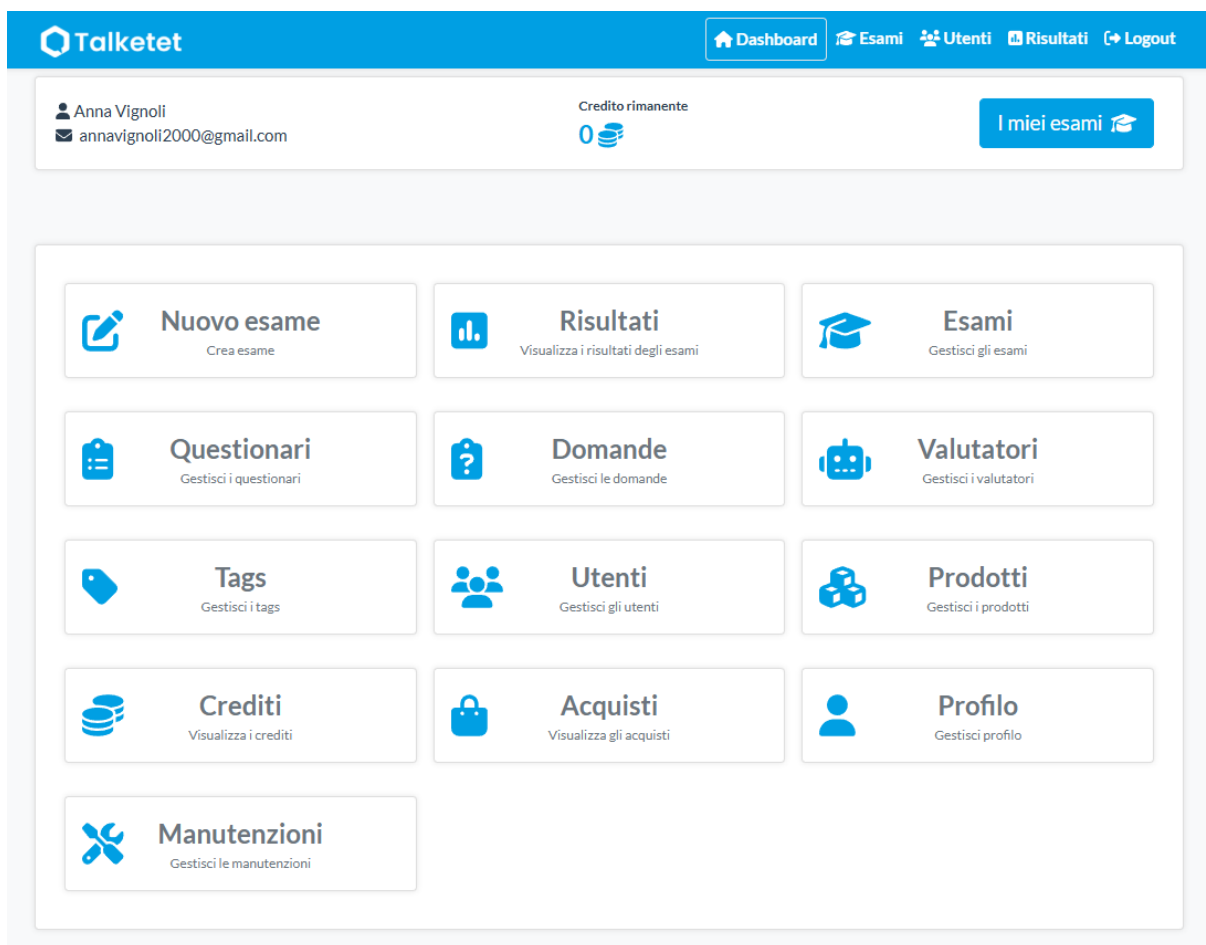 Talketet
Dashboard Esami Utenti Risultati Logout
Anna Vignoli
annavignoli2000@gmail.com
Credito rimanente
0
I miei esami
Nuovo esame
Crea esame
Risultati
Visualizza i risultati degli esami
Esami
Gestisci gli esami
Questionari
Gestisci i questionari
Domande
Gestisci le domande
Valutatori
Gestisci i valutatori
Tags
Gestisci i tags
Utenti
Gestisci gli utenti
Prodotti
Gestisci i prodotti
Crediti
Visualizza i crediti
Acquisti
Visualizza gli acquisti
Profilo
Gestisci profilo
Manutenzioni
Gestisci le manutenzioni